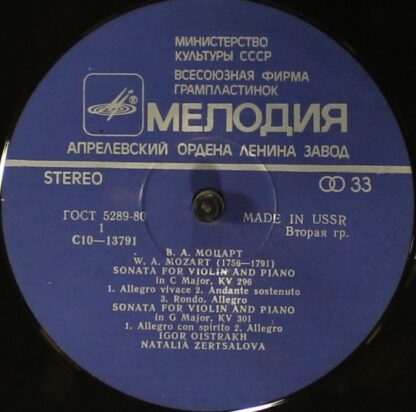 МИНИСТЕРСТВО
КУЛЬТУРЫ СССР
ВСЕСОЮЗНАЯ ФИРМА
ГРАМПЛАСТИНОК
®
МЕЛОДИЯ
АПРЕЛЕВСКИЙ ОРДЕНА ЛЕНИНА ЗАВОД
STEREO 33
ГОСТ 5289-80 MADE IN USSR
1 Вторая гр.
С10—13791
В. А. МОЦАРТ
W. A. MOZART (1756—1791)
SONATA FOR VIOLIN AND PIANO
in C Major, KV 296
1. Allegro vivace 2. Andante sostenuto
3. Rondo. Allegro
SONATA FOR VIOLIN AND PIANO
in G Major, KV 301
1. Allegro con spirito 2. Allegro
IGOR OISTRAKH
NATALIA ZERTSALOVA